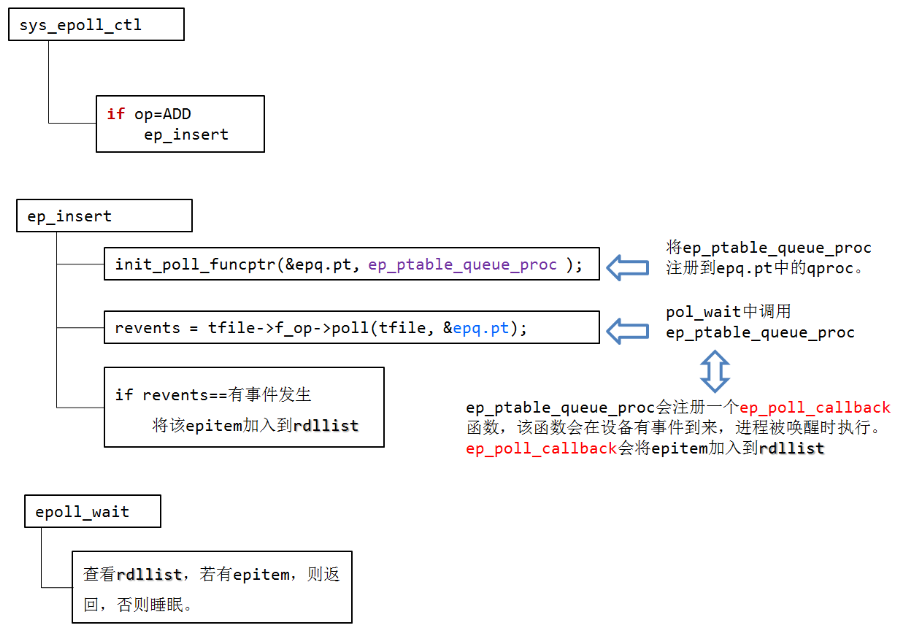 sys_epoll_ctl
if op=ADD
ep_insert
ep_insert
init_poll_funcptr(&epq.pt, ep_ptable_queue_proc );
将ep_ptable_queue_proc
注册到epq.pt中的qproc。
revents = tfile->f_op->poll(tfile, &epq.pt);
pol_wait中调用
ep_ptable_queue_proc
if revents==有事件发生
将该epitem加入到rdllist
ep_ptable_queue_proc会注册一个ep_poll_callback
函数，该函数会在设备有事件到来，进程被唤醒时执行。
ep_poll_callback会将epitem加入到rdllist
epoll_wait
查看rdllist，若有epitem，则返
回，否则睡眠。